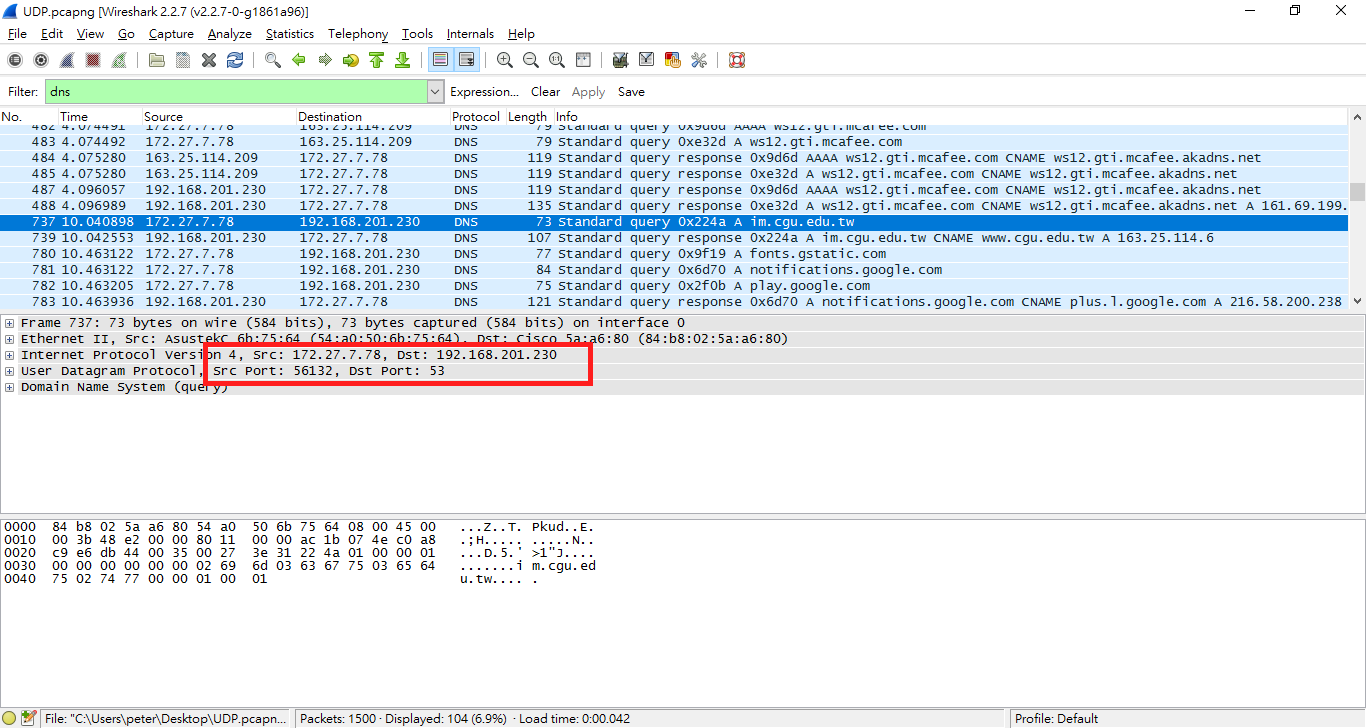 UDP.pcapng [Wireshark 2.2.7 (v2.2.7-0-g1861a96)]
File Edit View Go Capture Analyze Statistics Telephony Tools Internals Help
Filter: dns Expression... Clear Apply Save
No. Time Source Destination Protocol Length Info
482 4.074491 172.27.7.78 163.25.114.209 DNS 79 Standard query 0x9d6d AAAA ws12.gti.mcafee.com
483 4.074492 172.27.7.78 163.25.114.209 DNS 79 Standard query 0xe32d A ws12.gti.mcafee.com
484 4.075280 163.25.114.209 172.27.7.78 DNS 119 Standard query response 0x9d6d AAAA ws12.gti.mcafee.com CNAME ws12.gti.mcafee.akadns.net
485 4.075280 163.25.114.209 172.27.7.78 DNS 119 Standard query response 0xe32d A ws12.gti.mcafee.com CNAME ws12.gti.mcafee.akadns.net
487 4.096057 192.168.201.230 172.27.7.78 DNS 119 Standard query response 0x9d6d AAAA ws12.gti.mcafee.com CNAME ws12.gti.mcafee.akadns.net
488 4.096989 192.168.201.230 172.27.7.78 DNS 135 Standard query response 0xe32d A ws12.gti.mcafee.com CNAME ws12.gti.mcafee.akadns.net A 161.69.199.
737 10.040898 172.27.7.78 192.168.201.230 DNS 73 Standard query 0x224a A im.cgu.edu.tw
739 10.042553 192.168.201.230 172.27.7.78 DNS 107 Standard query response 0x224a A im.cgu.edu.tw CNAME www.cgu.edu.tw A 163.25.114.6
780 10.463122 172.27.7.78 192.168.201.230 DNS 77 Standard query 0x9f19 A fonts.gstatic.com
781 10.463122 172.27.7.78 192.168.201.230 DNS 84 Standard query 0x6d70 A notifications.google.com
782 10.463205 172.27.7.78 192.168.201.230 DNS 75 Standard query 0x2f0b A play.google.com
783 10.463936 192.168.201.230 172.27.7.78 DNS 121 Standard query response 0x6d70 A notifications.google.com CNAME plus.l.google.com A 216.58.200.238
Frame 737: 73 bytes on wire (584 bits), 73 bytes captured (584 bits) on interface 0
Ethernet II, Src: AsustekC_6b:75:64 (54:a0:50:6b:75:64), Dst: Cisco_5a:a6:80 (84:b8:02:5a:a6:80)
Internet Protocol Version 4, Src: 172.27.7.78, Dst: 192.168.201.230
User Datagram Protocol, Src Port: 56132, Dst Port: 53
Domain Name System (query)
0000 84 b8 02 5a a6 80 54 a0 50 6b 75 64 08 00 45 00 ...Z..T. Pkud..E.
0010 00 3b 48 e2 00 00 80 11 00 00 ac 1b 07 4e c0 a8 .;H..... .....N..
0020 c9 e6 db 44 00 35 00 27 3e 31 22 4a 01 00 00 01 ...D.5.' >1"J....
0030 00 00 00 00 00 00 02 69 6d 03 63 67 75 03 65 64 .......i m.cgu.ed
0040 75 02 74 77 00 00 01 00 01 u.tw.... .
File: "C:\Users\peter\Desktop\UDP.pcapn... Packets: 1500 · Displayed: 104 (6.9%) · Load time: 0:00.042 Profile: Default